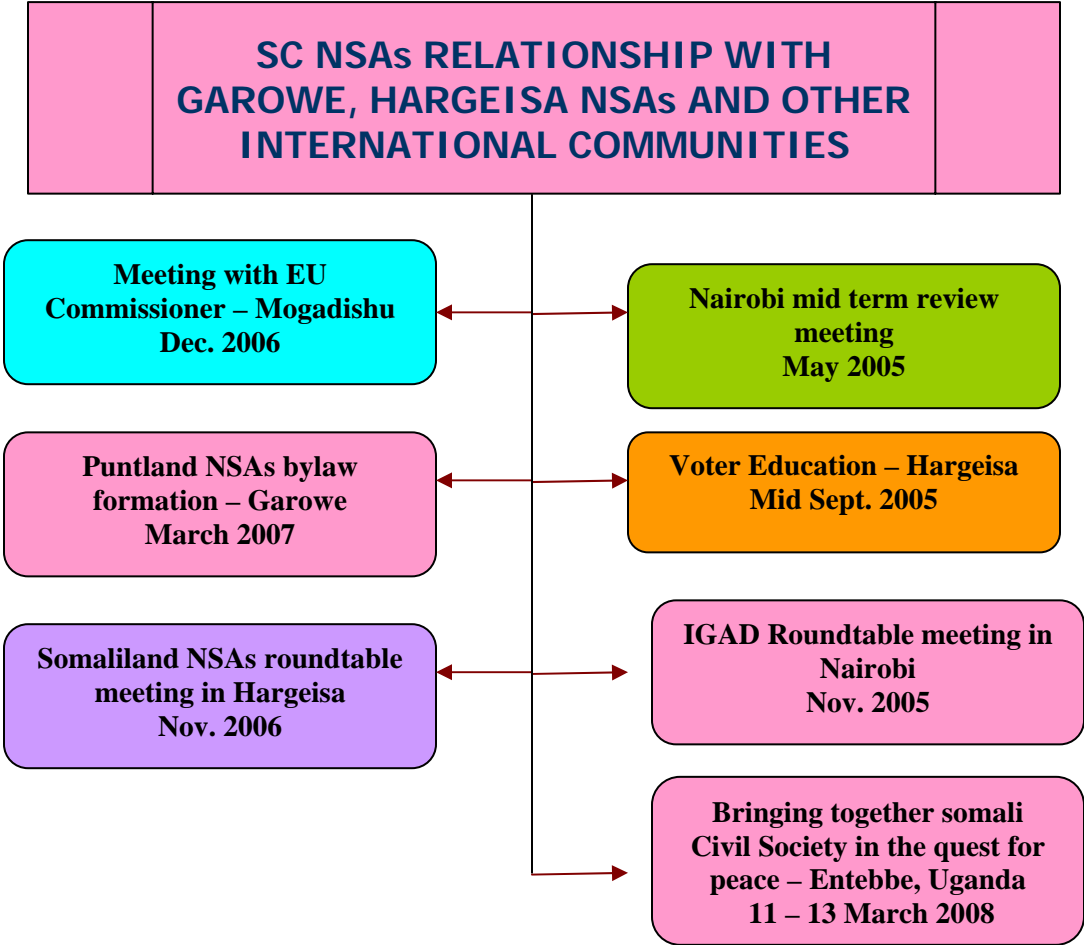 SC NSAs RELATIONSHIP WITH
GAROWE, HARGEISA NSAs AND OTHER
INTERNATIONAL COMMUNITIES
Meeting with EU
Commissioner – Mogadishu
Dec. 2006
Nairobi mid term review
meeting
May 2005
Puntland NSAs bylaw
formation – Garowe
March 2007
Voter Education – Hargeisa
Mid Sept. 2005
Somaliland NSAs roundtable
meeting in Hargeisa
Nov. 2006
IGAD Roundtable meeting in
Nairobi
Nov. 2005
Bringing together somali
Civil Society in the quest for
peace – Entebbe, Uganda
11 – 13 March 2008